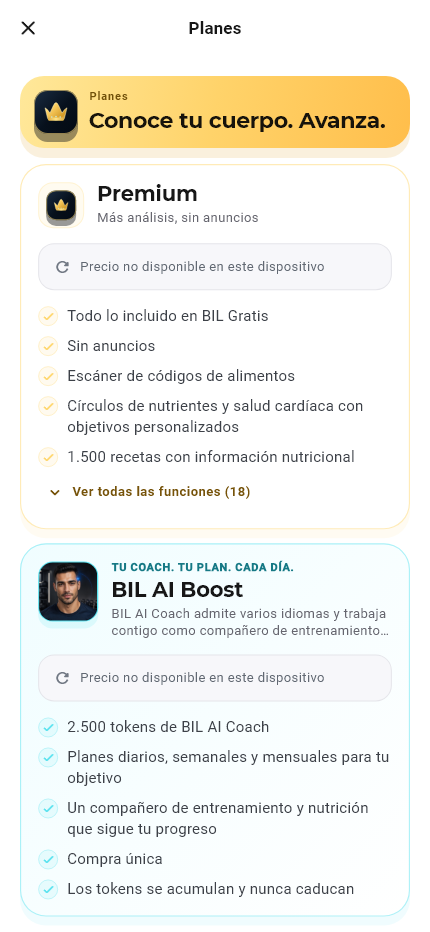 Planes
Planes
Conoce tu cuerpo. Avanza.
Premium
Más análisis, sin anuncios
Precio no disponible en este dispositivo
Todo lo incluido en BIL Gratis
Sin anuncios
Escáner de códigos de alimentos
Círculos de nutrientes y salud cardíaca con
objetivos personalizados
1.500 recetas con información nutricional
Ver todas las funciones (18)
TU COACH. TU PLAN. CADA DÍA.
BIL AI Boost
BIL AI Coach admite varios idiomas y trabaja
contigo como compañero de entrenamiento…
Precio no disponible en este dispositivo
2.500 tokens de BIL AI Coach
Planes diarios, semanales y mensuales para tu
objetivo
Un compañero de entrenamiento y nutrición
que sigue tu progreso
Compra única
Los tokens se acumulan y nunca caducan